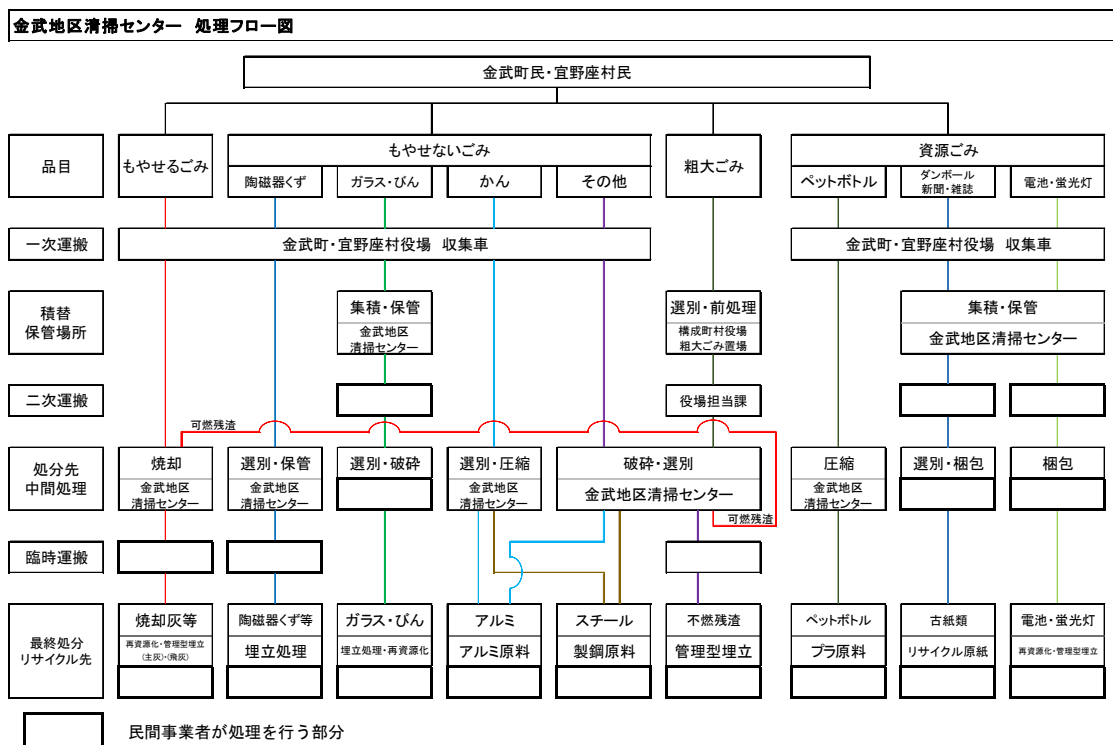 金武地区清掃センター　処理フロー図
金武町民・宜野座村民
品目
もやせるごみ
もやせないごみ
陶磁器くず
ガラス・びん
かん
その他
粗大ごみ
資源ごみ
ペットボトル
ダンボール
新聞・雑誌
電池・蛍光灯
一次運搬
金武町・宜野座村役場　収集車
金武町・宜野座村役場　収集車
積替
保管場所
集積・保管
金武地区
清掃センター
選別・前処理
構成町村役場
粗大ごみ置場
集積・保管
金武地区清掃センター
二次運搬
役場担当課
可燃残渣
処分先
中間処理
焼却
金武地区
清掃センター
選別・保管
金武地区
清掃センター
選別・破砕
選別・圧縮
金武地区
清掃センター
破砕・選別
金武地区清掃センター
圧縮
金武地区
清掃センター
選別・梱包
梱包
可燃残渣
臨時運搬
最終処分
リサイクル先
焼却灰等
再資源化・管理型埋立
（主灰）・（飛灰）
陶磁器くず等
埋立処理
ガラス・びん
埋立処理・再資源化
アルミ
アルミ原料
スチール
製鋼原料
不燃残渣
管理型埋立
ペットボトル
プラ原料
古紙類
リサイクル原紙
電池・蛍光灯
再資源化・管理型埋立
民間事業者が処理を行う部分